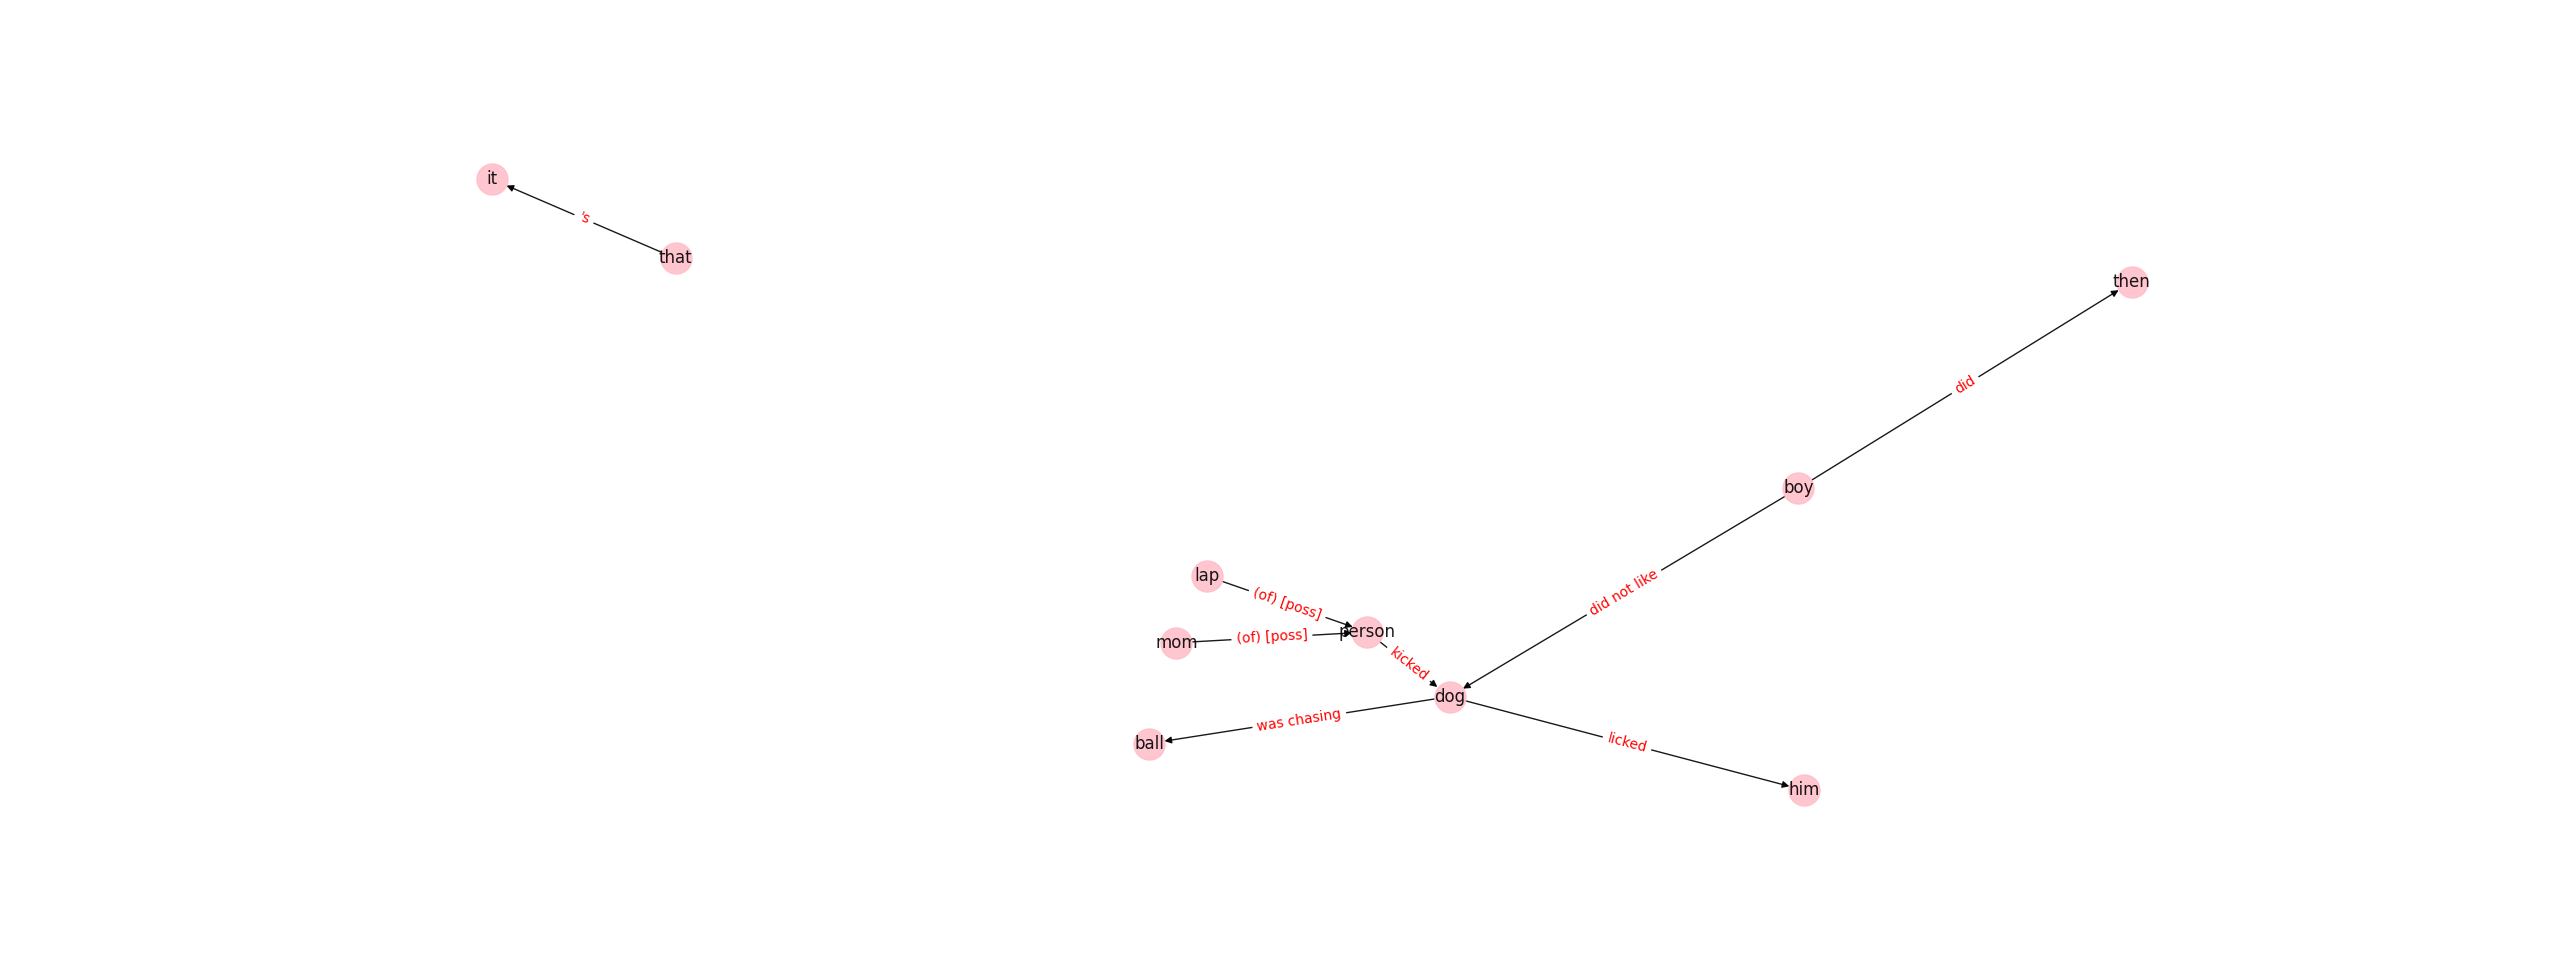 it
's
that
then
did
boy
lap
did not like
(of) [poss]
person
mom
(of) [poss]
kicked
dog
was chasing
licked
ball
him